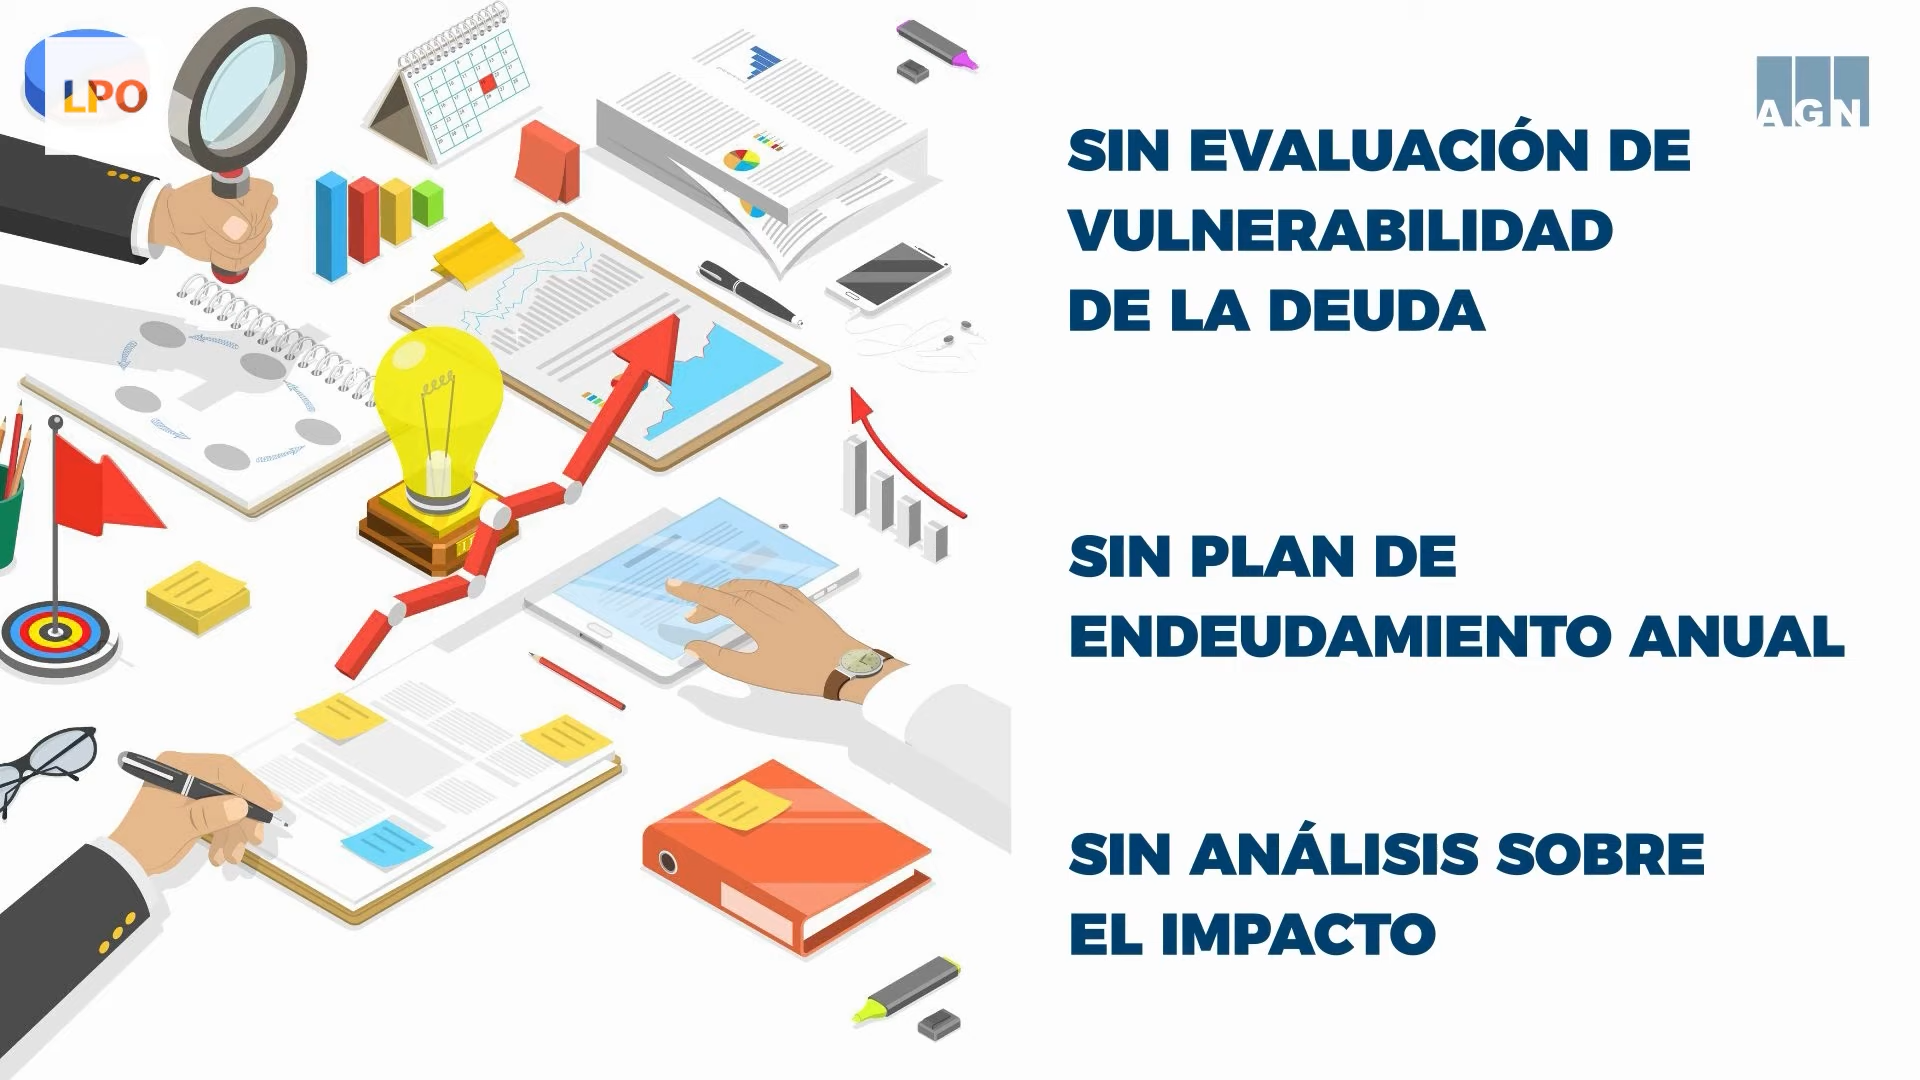 LPO
AGN
SIN EVALUACIÓN DE
VULNERABILIDAD
DE LA DEUDA
SIN PLAN DE
ENDEUDAMIENTO ANUAL
SIN ANÁLISIS SOBRE
EL IMPACTO